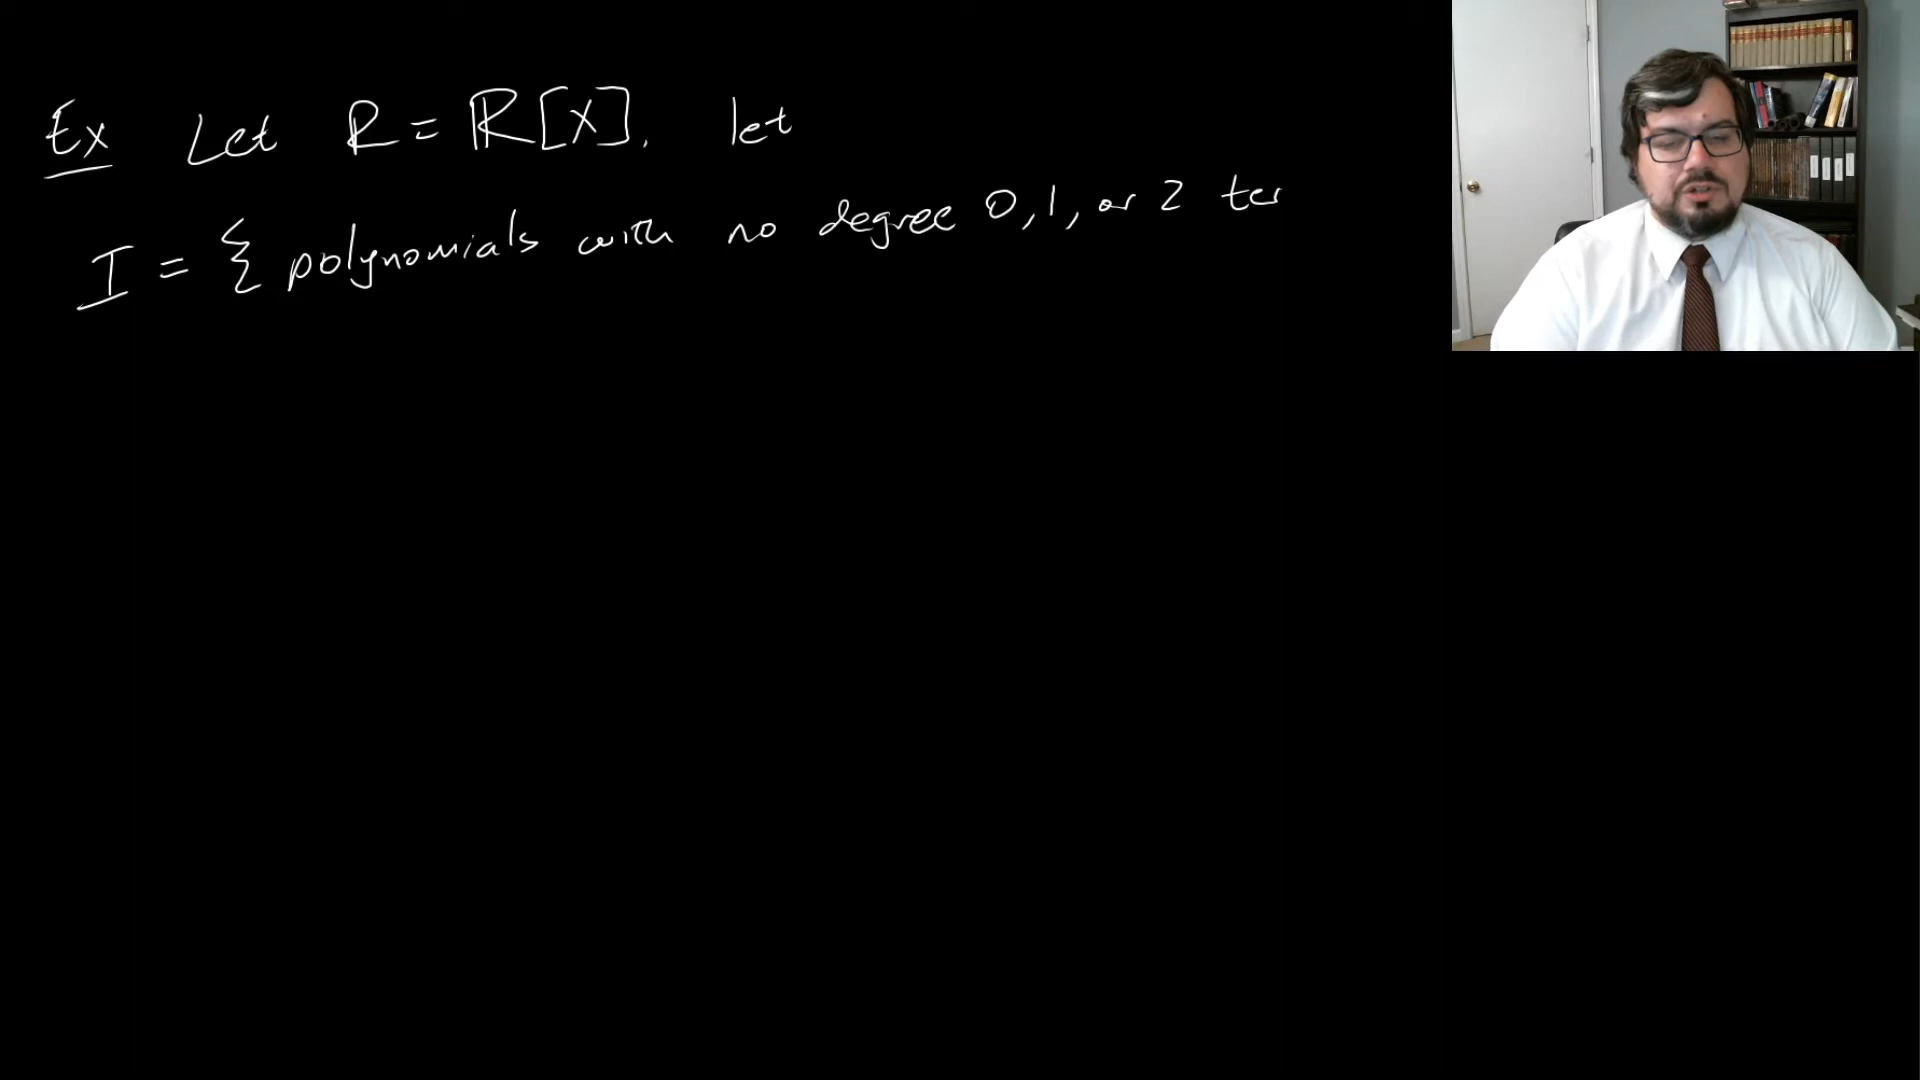 Ex Let R = ℝ[x]. let
I = { polynomials with no degree 0, 1, or 2 ter